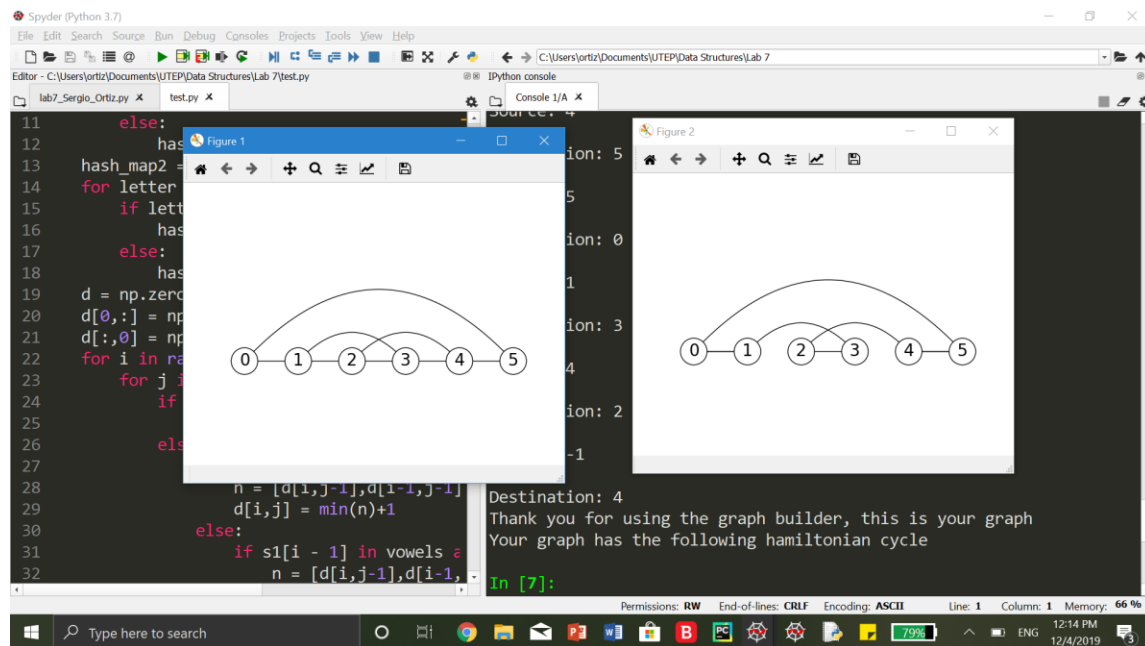 Spyder (Python 3.7)
File Edit Search Source Run Debug Consoles Projects Tools View Help
C:\Users\ortiz\Documents\UTEP\Data Structures\Lab 7
Editor - C:\Users\ortiz\Documents\UTEP\Data Structures\Lab 7\test.py
IPython console
lab7_Sergio_Ortiz.py
test.py
Console 1/A
11 else:
12 has
13 hash_map2 =
14 for letter
15 if lett
16 has
17 else:
18 has
19 d = np.zero
20 d[0,:] = np
21 d[:,0] = np
22 for i in ra
23 for j i
24 if
25
26 els
27
28 n = [d[i,j-1],d[i-1,j-1]
29 d[i,j] = min(n)+1
30 else:
31 if s1[i - 1] in vowels a
32 n = [d[i,j-1],d[i-1,
Figure 1
0 1 2 3 4 5
Source: 4
ion: 5
5
ion: 0
1
ion: 3
4
ion: 2
-1
Figure 2
0 1 2 3 4 5
Destination: 4
Thank you for using the graph builder, this is your graph
Your graph has the following hamiltonian cycle
In [7]:
Permissions: RW End-of-lines: CRLF Encoding: ASCII Line: 1 Column: 1 Memory: 66 %
Type here to search
B
PC
79%
ENG
12:14 PM
12/4/2019
3